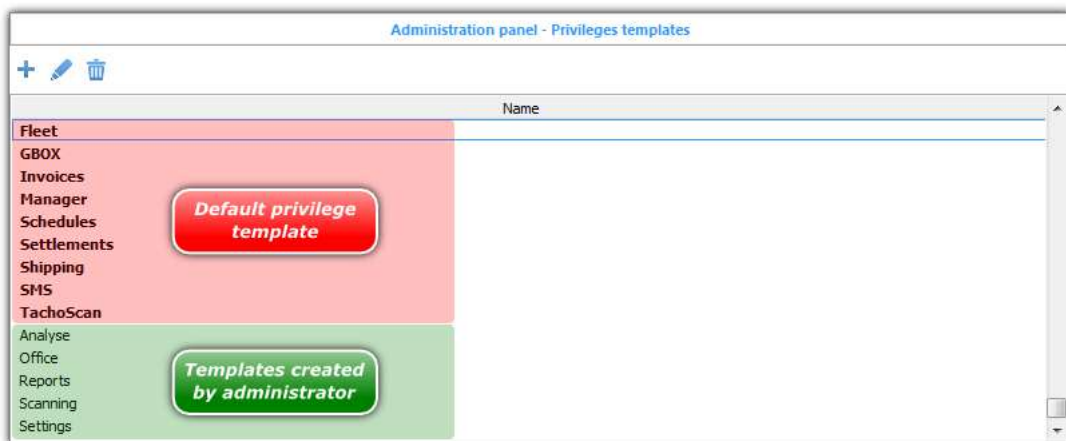 Administration panel - Privileges templates
Name
Fleet
GBOX
Invoices
Manager
Schedules
Settlements
Shipping
SMS
TachoScan
Default privilege
template
Analyse
Office
Reports
Scanning
Settings
Templates created
by administrator